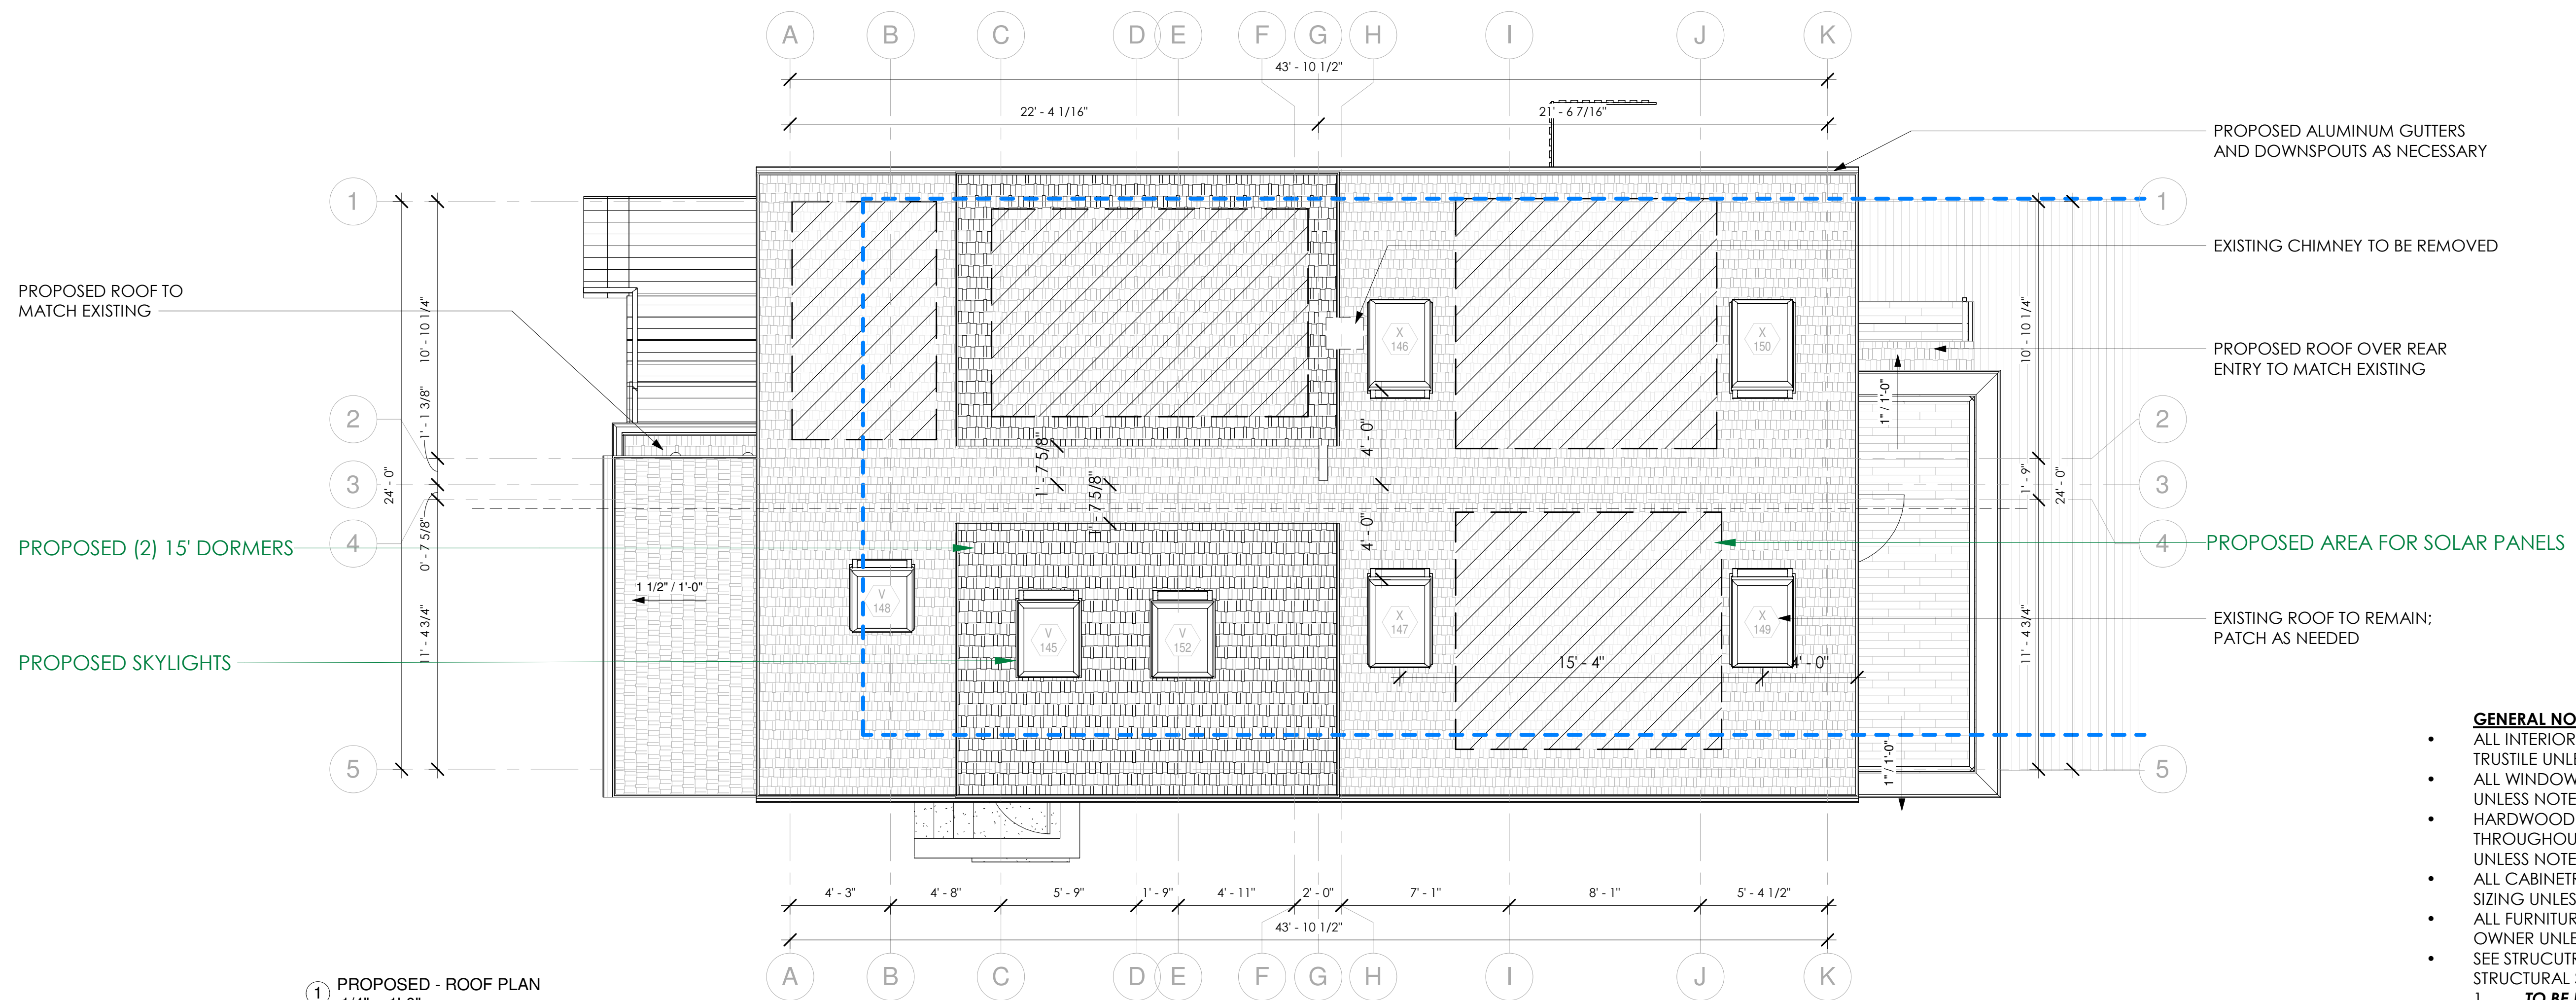 A B C D E F G H I J K
43' - 10 1/2"
22' - 4 1/16"
21' - 6 7/16"
PROPOSED ALUMINUM GUTTERS
AND DOWNSPOUTS AS NECESSARY
1
1
EXISTING CHIMNEY TO BE REMOVED
PROPOSED ROOF TO
MATCH EXISTING
10' - 10 1/4"
10' - 10 1/4"
X
146
X
150
PROPOSED ROOF OVER REAR
ENTRY TO MATCH EXISTING
1" / 1'-0"
2
1' - 1 3/8"
2
1' - 7 5/8"
4' - 0"
3
24' - 0"
1' - 9"
24' - 0"
3
1' - 7 5/8"
4' - 0"
4
0' - 7 5/8"
4
PROPOSED (2) 15' DORMERS
PROPOSED AREA FOR SOLAR PANELS
1 1/2" / 1'-0"
V
148
V
145
V
152
X
147
X
149
EXISTING ROOF TO REMAIN;
PATCH AS NEEDED
11' - 4 3/4"
11' - 4 3/4"
PROPOSED SKYLIGHTS
15' - 4"
4' - 0"
1" / 1'-0"
5
5
4' - 3"
4' - 8"
5' - 9"
1' - 9"
4' - 11"
2' - 0"
7' - 1"
8' - 1"
5' - 4 1/2"
43' - 10 1/2"
A B C D E F G H I J K
1 PROPOSED - ROOF PLAN
GENERAL NO
• ALL INTERIOR
TRUSTILE UNLE
• ALL WINDOW
UNLESS NOTE
• HARDWOOD
THROUGHOU
UNLESS NOTE
• ALL CABINET
SIZING UNLES
• ALL FURNITUR
OWNER UNLE
• SEE STRUCUTR
STRUCTURAL
1. TO BE